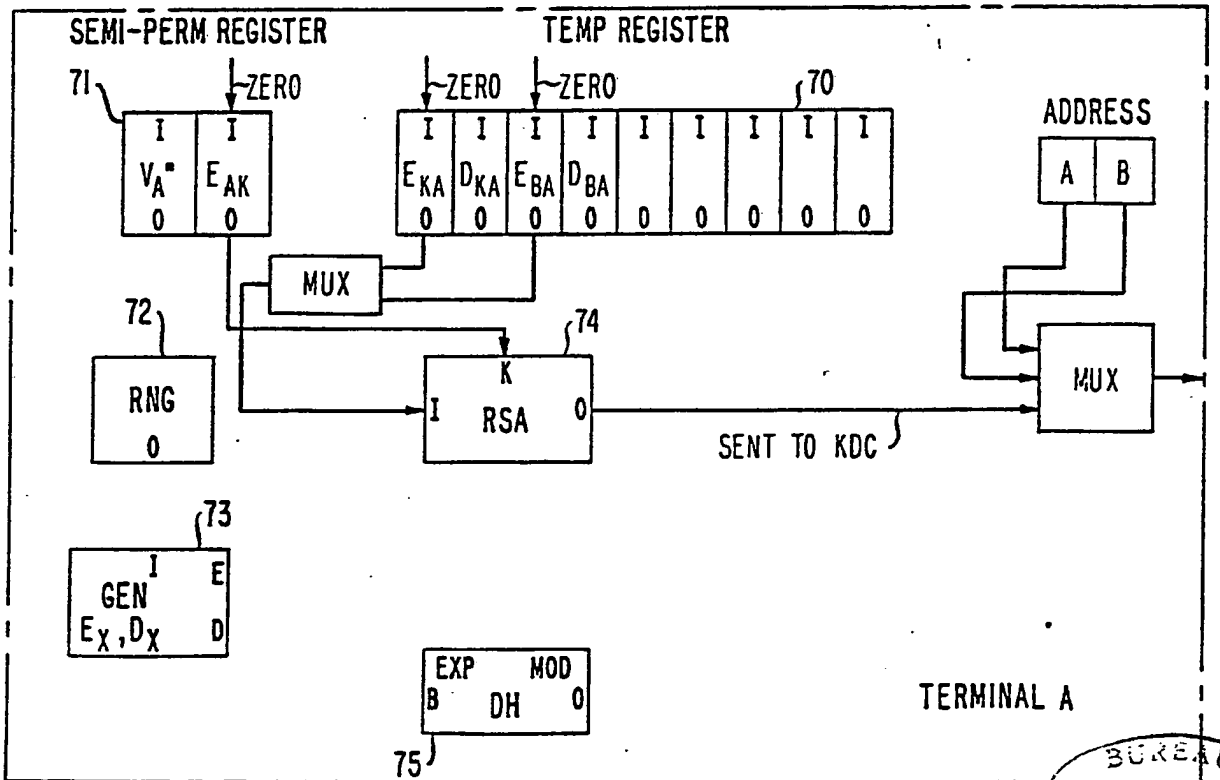 SEMI-PERM REGISTER
TEMP REGISTER
71
ZERO
ZERO
ZERO
70
ADDRESS
I I
V_A* E_AK
0 0
I I I I I I I I I
E_KA D_KA E_BA D_BA
0 0 0 0 0 0 0 0 0
A B
MUX
72
RNG
0
74
K
I RSA 0
MUX
SENT TO KDC
73
I E
GEN
E_X, D_X D
EXP MOD
B DH 0
75
TERMINAL A